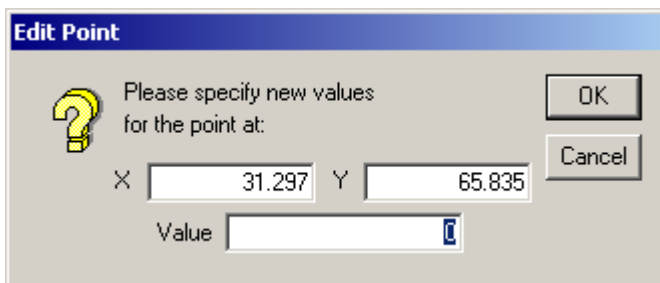 Edit Point
Please specify new values
for the point at:
OK
Cancel
X 31.297 Y 65.835
Value 0